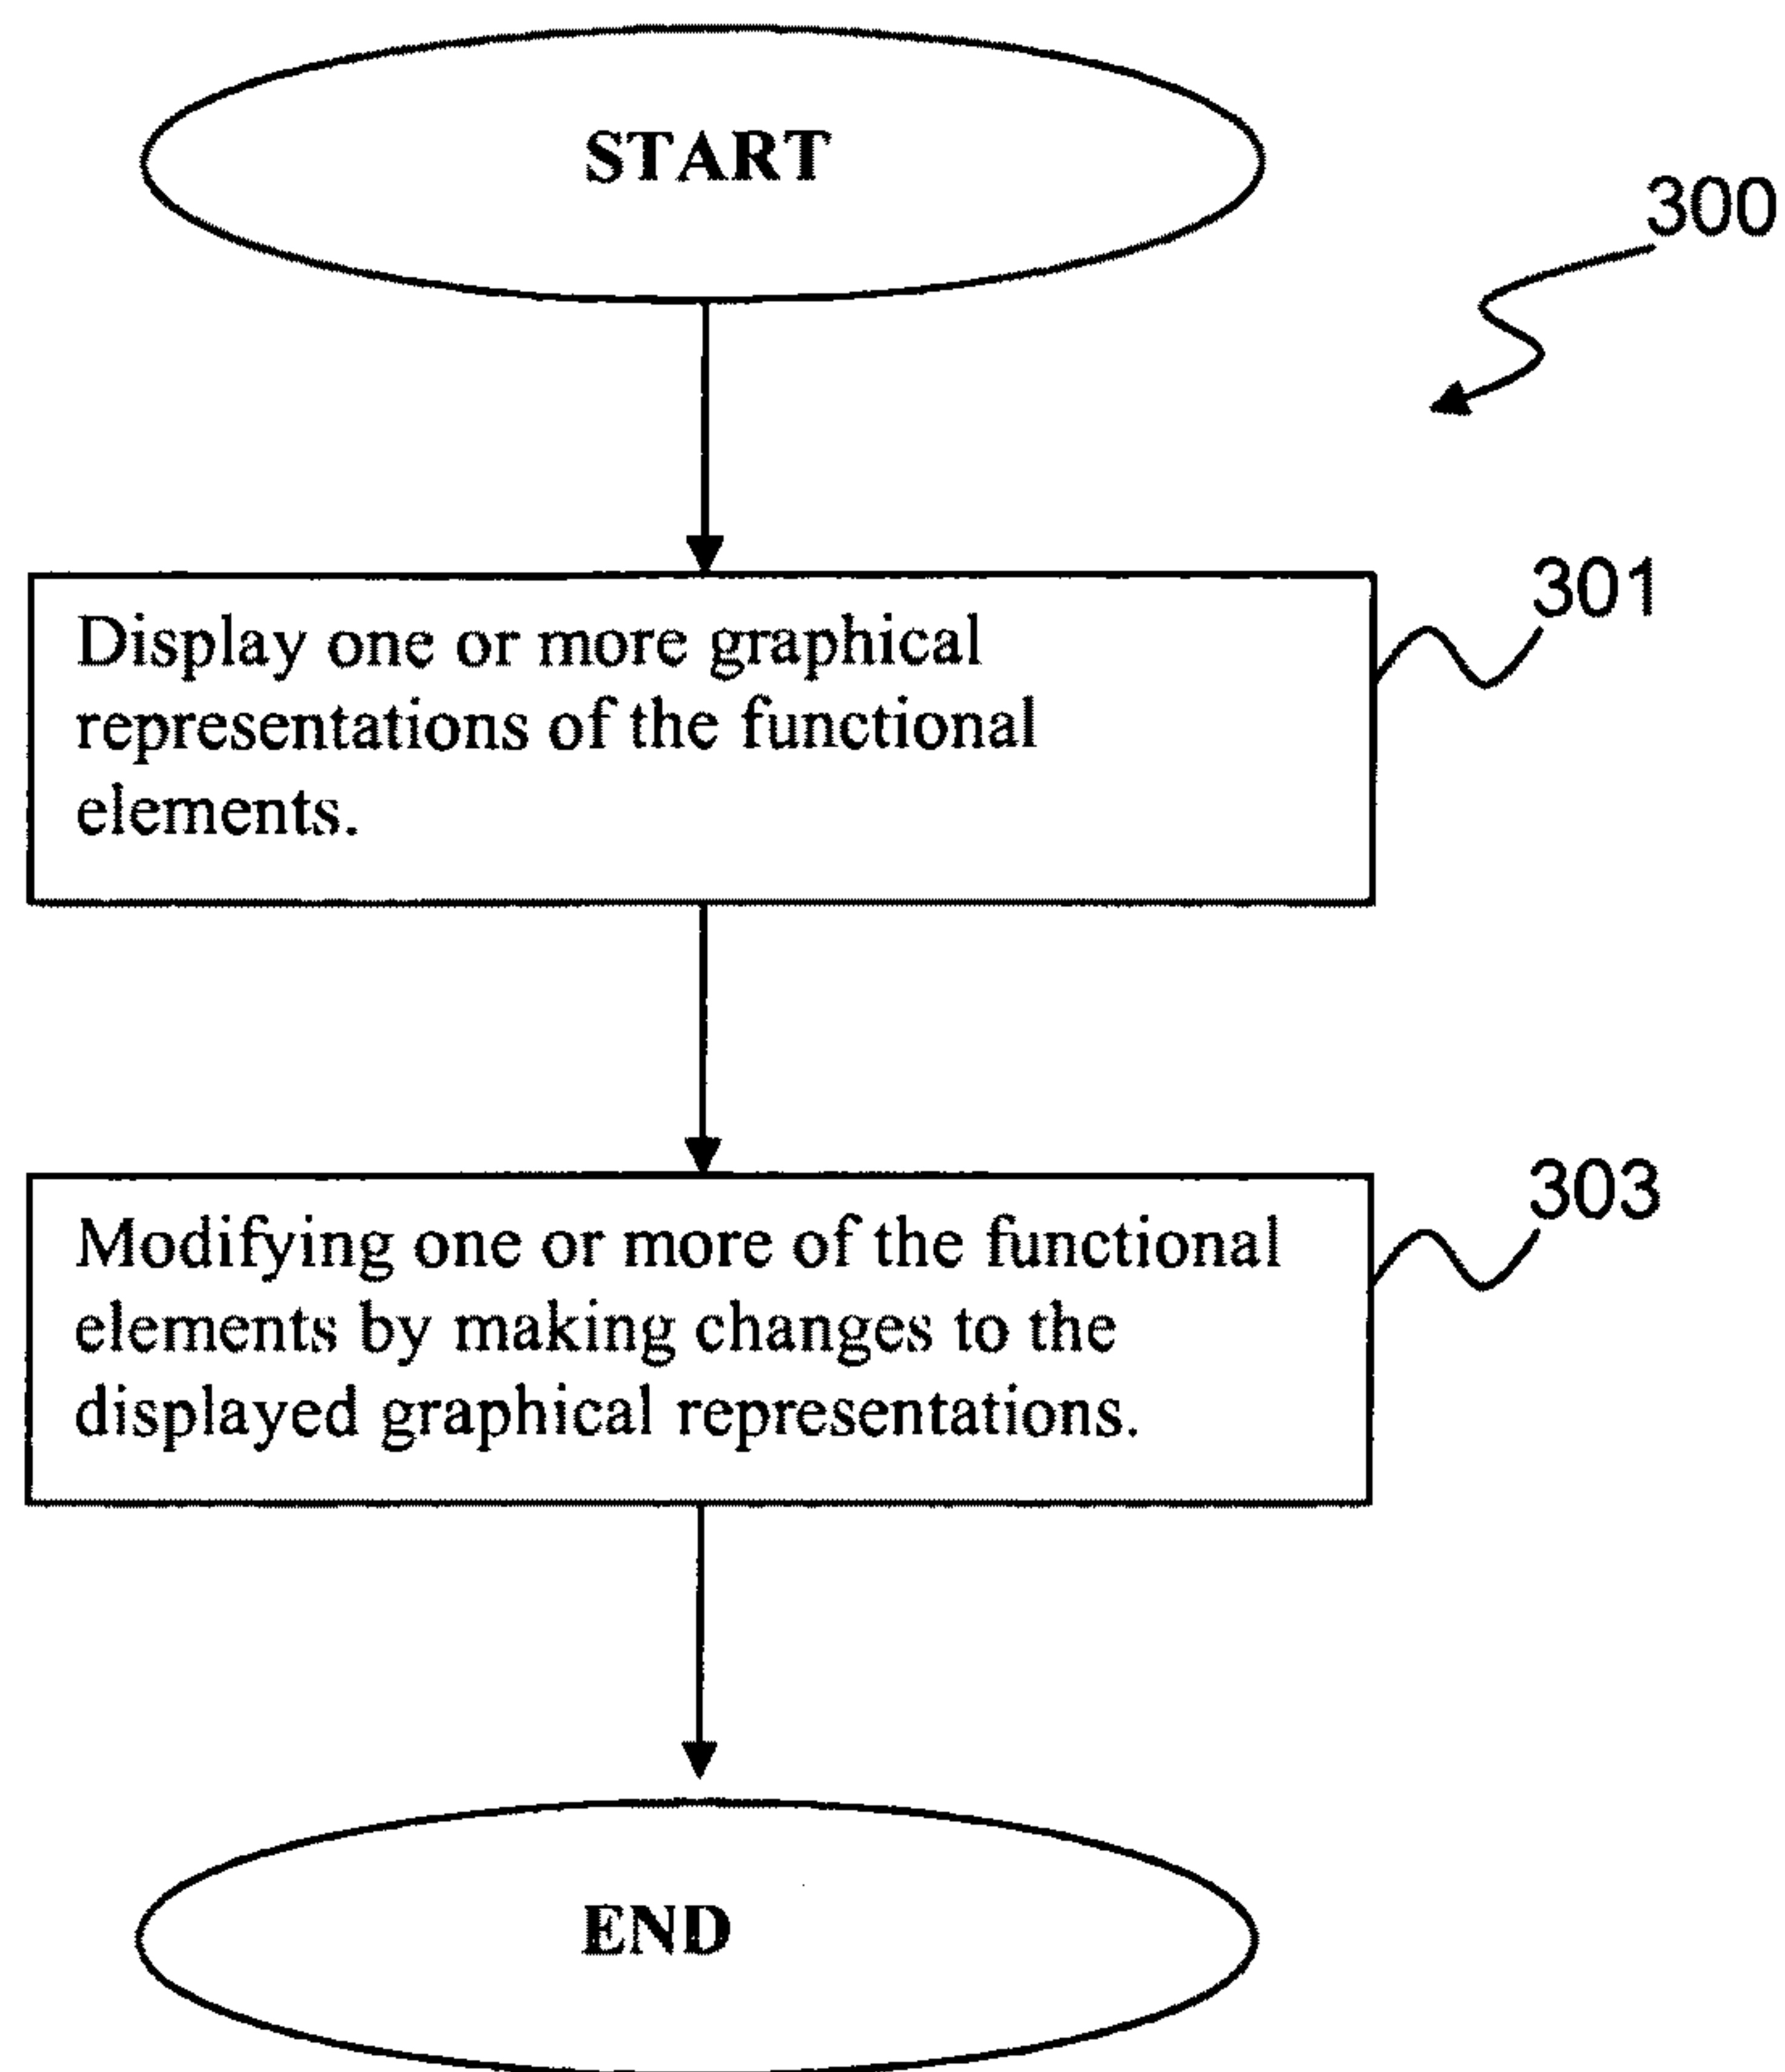 START
300
Display one or more graphical
representations of the functional
elements.
301
Modifying one or more of the functional
elements by making changes to the
displayed graphical representations.
303
END